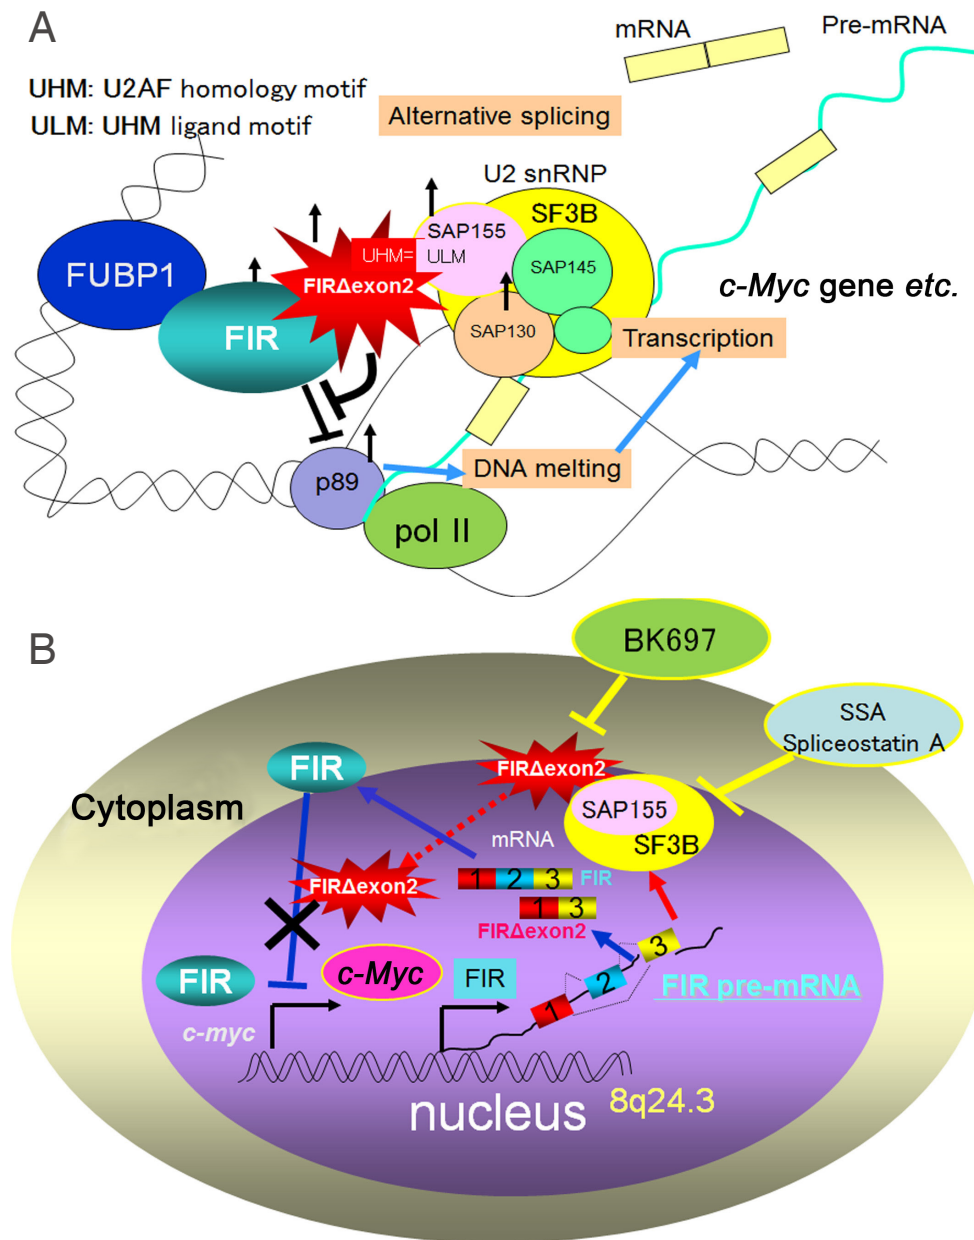 A
mRNA
Pre-mRNA
UHM: U2AF homology motif
ULM: UHM ligand motif
Alternative splicing
U2 snRNP
SF3B
SAP155
UHM=
ULM
FUBP1
SAP145
FIRΔexon2
c-Myc gene etc.
FIR
SAP130
Transcription
p89
DNA melting
pol II
B
BK697
SSA
Spliceostatin A
FIR
FIRΔexon2
Cytoplasm
SAP155
mRNA
SF3B
1 2 3
FIR
FIRΔexon2
1 3
FIRΔexon2
3
FIR
c-Myc
FIR
2
FIR pre-mRNA
1
c-myc
nucleus
8q24.3